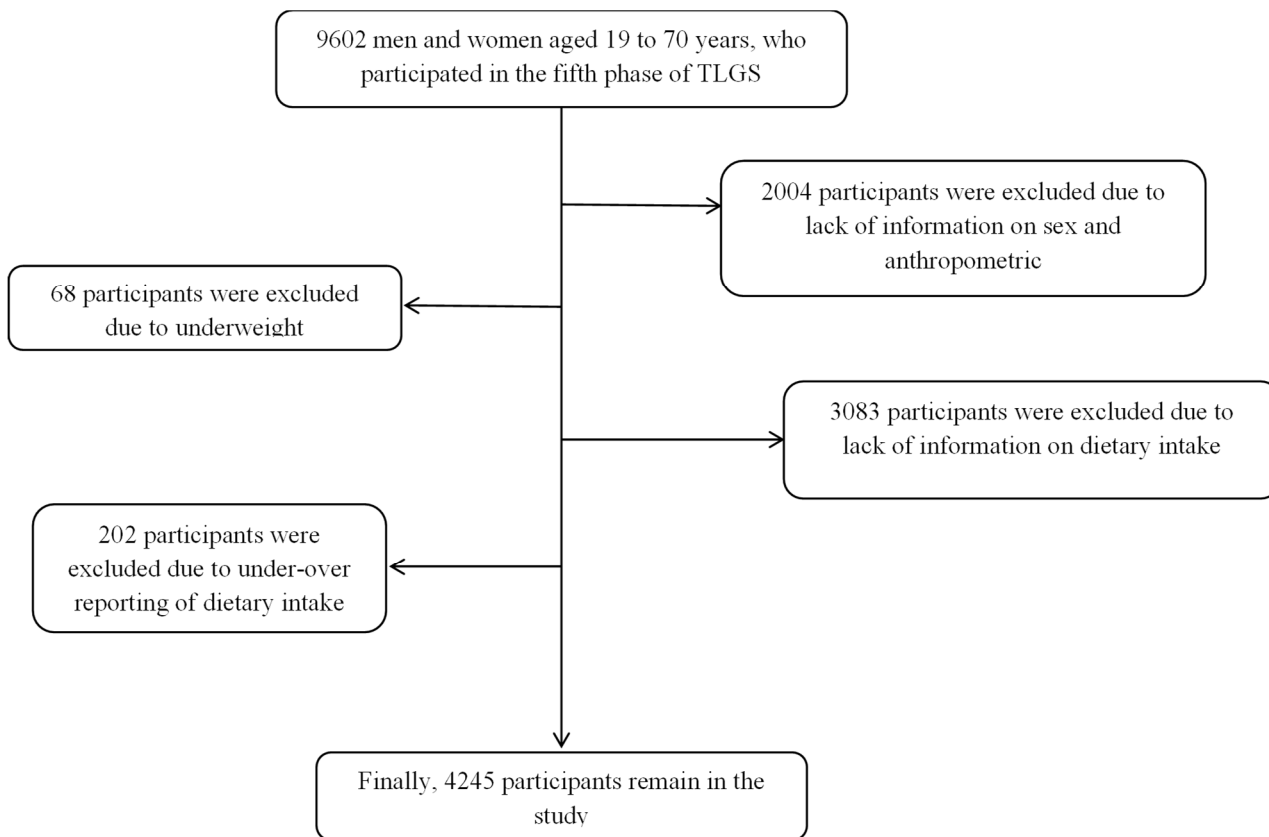 9602 men and women aged 19 to 70 years, who
participated in the fifth phase of TLGS
2004 participants were excluded due to
lack of information on sex and
anthropometric
68 participants were excluded
due to underweight
3083 participants were excluded due to
lack of information on dietary intake
202 participants were
excluded due to under-over
reporting of dietary intake
Finally, 4245 participants remain in the
study